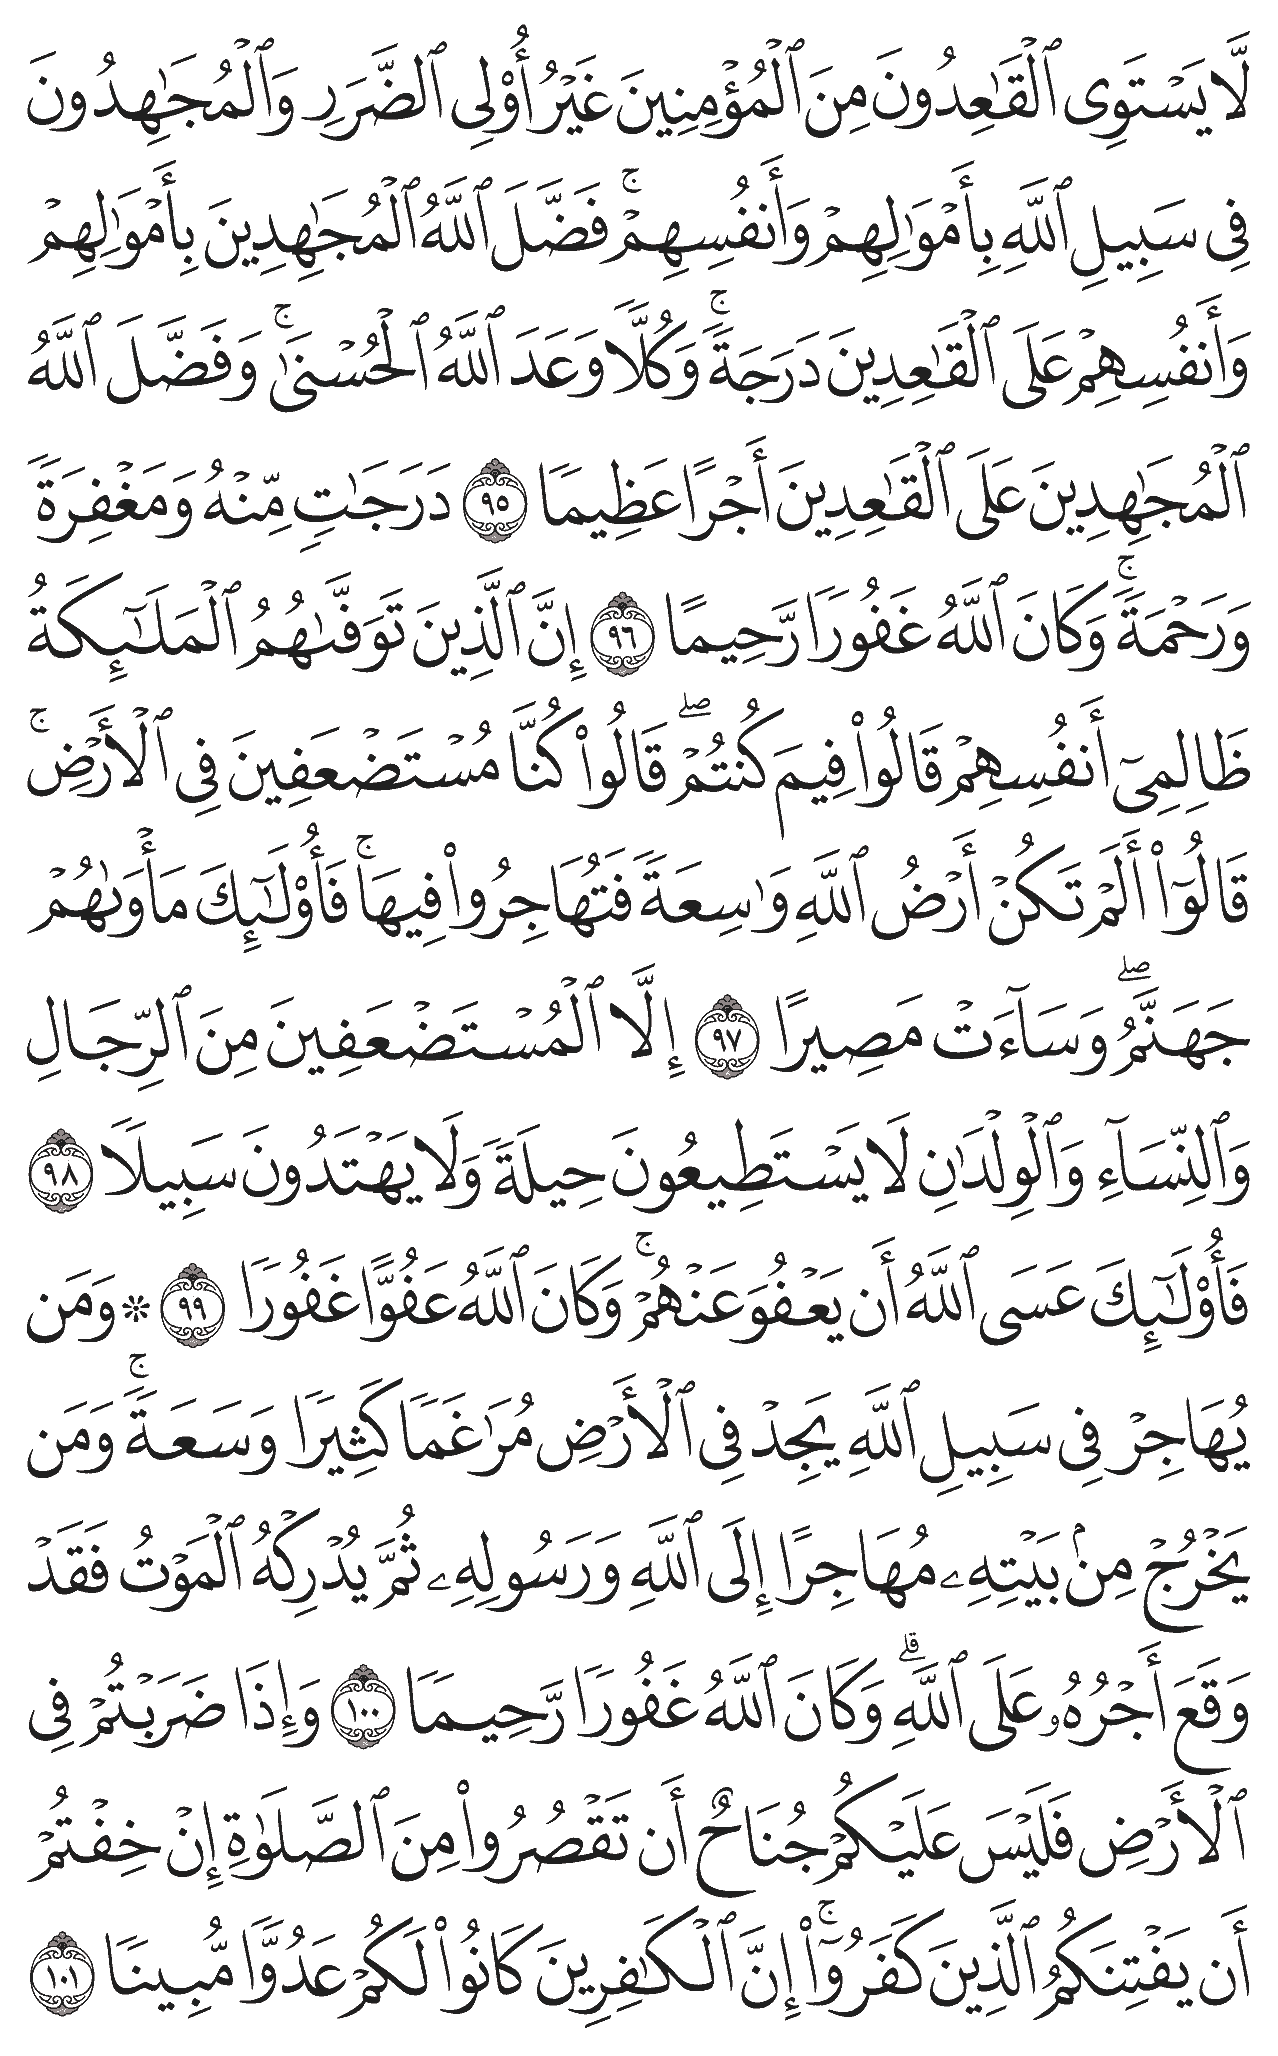 لَّا يَسْتَوِى ٱلْقَٰعِدُونَ مِنَ ٱلْمُؤْمِنِينَ غَيْرُ أُو۟لِى ٱلضَّرَرِ وَٱلْمُجَٰهِدُونَ
فِى سَبِيلِ ٱللَّهِ بِأَمْوَٰلِهِمْ وَأَنفُسِهِمْ ۚ فَضَّلَ ٱللَّهُ ٱلْمُجَٰهِدِينَ بِأَمْوَٰلِهِمْ
وَأَنفُسِهِمْ عَلَى ٱلْقَٰعِدِينَ دَرَجَةً ۚ وَكُلًّا وَعَدَ ٱللَّهُ ٱلْحُسْنَىٰ ۚ وَفَضَّلَ ٱللَّهُ
ٱلْمُجَٰهِدِينَ عَلَى ٱلْقَٰعِدِينَ أَجْرًا عَظِيمًا ٩٥ دَرَجَٰتٍ مِّنْهُ وَمَغْفِرَةً
وَرَحْمَةً ۚ وَكَانَ ٱللَّهُ غَفُورًا رَّحِيمًا ٩٦ إِنَّ ٱلَّذِينَ تَوَفَّىٰهُمُ ٱلْمَلَٰٓئِكَةُ
ظَالِمِىٓ أَنفُسِهِمْ قَالُوا۟ فِيمَ كُنتُمْ ۖ قَالُوا۟ كُنَّا مُسْتَضْعَفِينَ فِى ٱلْأَرْضِ ۚ
قَالُوٓا۟ أَلَمْ تَكُنْ أَرْضُ ٱللَّهِ وَٰسِعَةً فَتُهَاجِرُوا۟ فِيهَا ۚ فَأُو۟لَٰٓئِكَ مَأْوَىٰهُمْ
جَهَنَّمُ ۖ وَسَآءَتْ مَصِيرًا ٩٧ إِلَّا ٱلْمُسْتَضْعَفِينَ مِنَ ٱلرِّجَالِ
وَٱلنِّسَآءِ وَٱلْوِلْدَٰنِ لَا يَسْتَطِيعُونَ حِيلَةً وَلَا يَهْتَدُونَ سَبِيلًا ٩٨
فَأُو۟لَٰٓئِكَ عَسَى ٱللَّهُ أَن يَعْفُوَ عَنْهُمْ ۚ وَكَانَ ٱللَّهُ عَفُوًّا غَفُورًا ٩٩ ۞ وَمَن
يُهَاجِرْ فِى سَبِيلِ ٱللَّهِ يَجِدْ فِى ٱلْأَرْضِ مُرَٰغَمًا كَثِيرًا وَسَعَةً ۚ وَمَن
يَخْرُجْ مِنۢ بَيْتِهِۦ مُهَاجِرًا إِلَى ٱللَّهِ وَرَسُولِهِۦ ثُمَّ يُدْرِكْهُ ٱلْمَوْتُ فَقَدْ
وَقَعَ أَجْرُهُۥ عَلَى ٱللَّهِ ۗ وَكَانَ ٱللَّهُ غَفُورًا رَّحِيمًا ١٠٠ وَإِذَا ضَرَبْتُمْ فِى
ٱلْأَرْضِ فَلَيْسَ عَلَيْكُمْ جُنَاحٌ أَن تَقْصُرُوا۟ مِنَ ٱلصَّلَوٰةِ إِنْ خِفْتُمْ
أَن يَفْتِنَكُمُ ٱلَّذِينَ كَفَرُوٓا۟ ۚ إِنَّ ٱلْكَٰفِرِينَ كَانُوا۟ لَكُمْ عَدُوًّا مُّبِينًا ١٠١